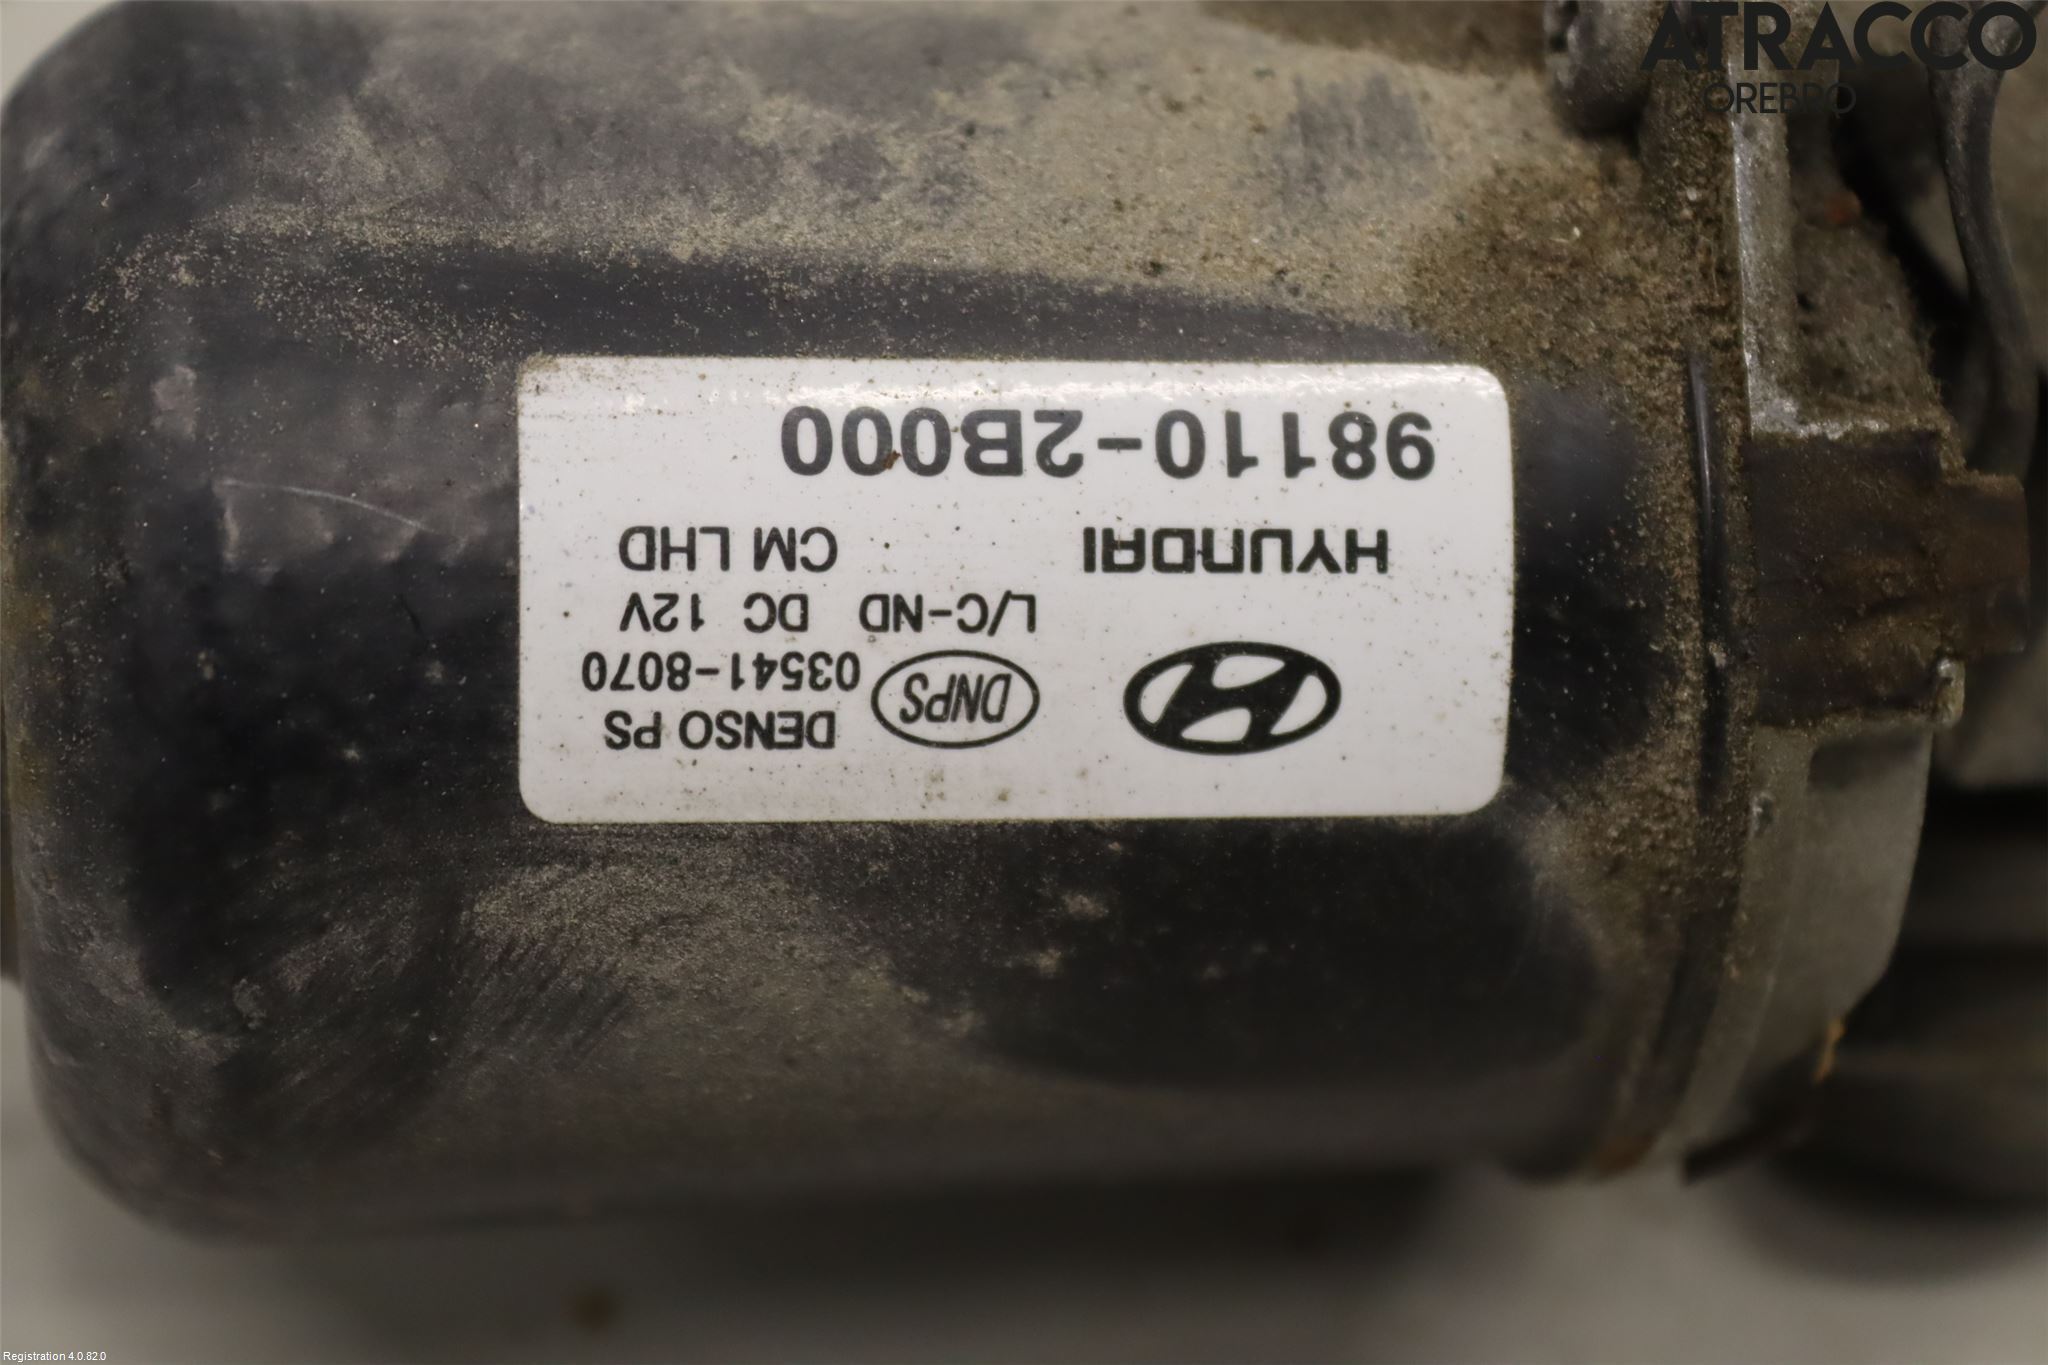 ATRACCO
ÖREBRO
98110-2B000
HYUNDAI CM LHD
L/C-ND DC 12V
DNPS 03541-8070
DENSO PS
Registration 4.0.82.0